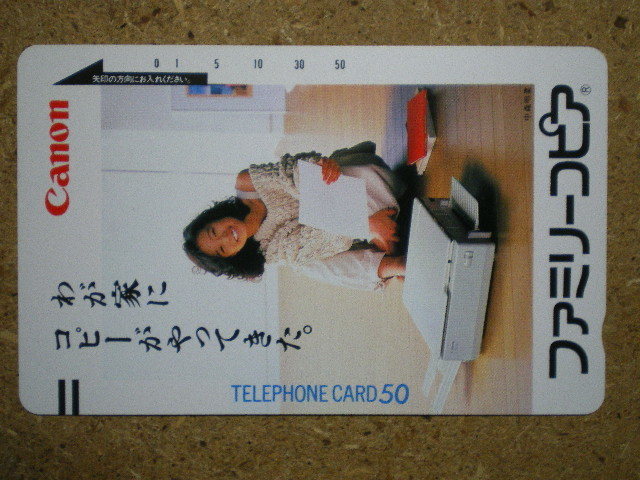 0 1 5 10 30 50
矢印の方向にお入れください。
Canon
わが家に
コピーがやってきた。
ファミリーコピア®
TELEPHONE CARD 50